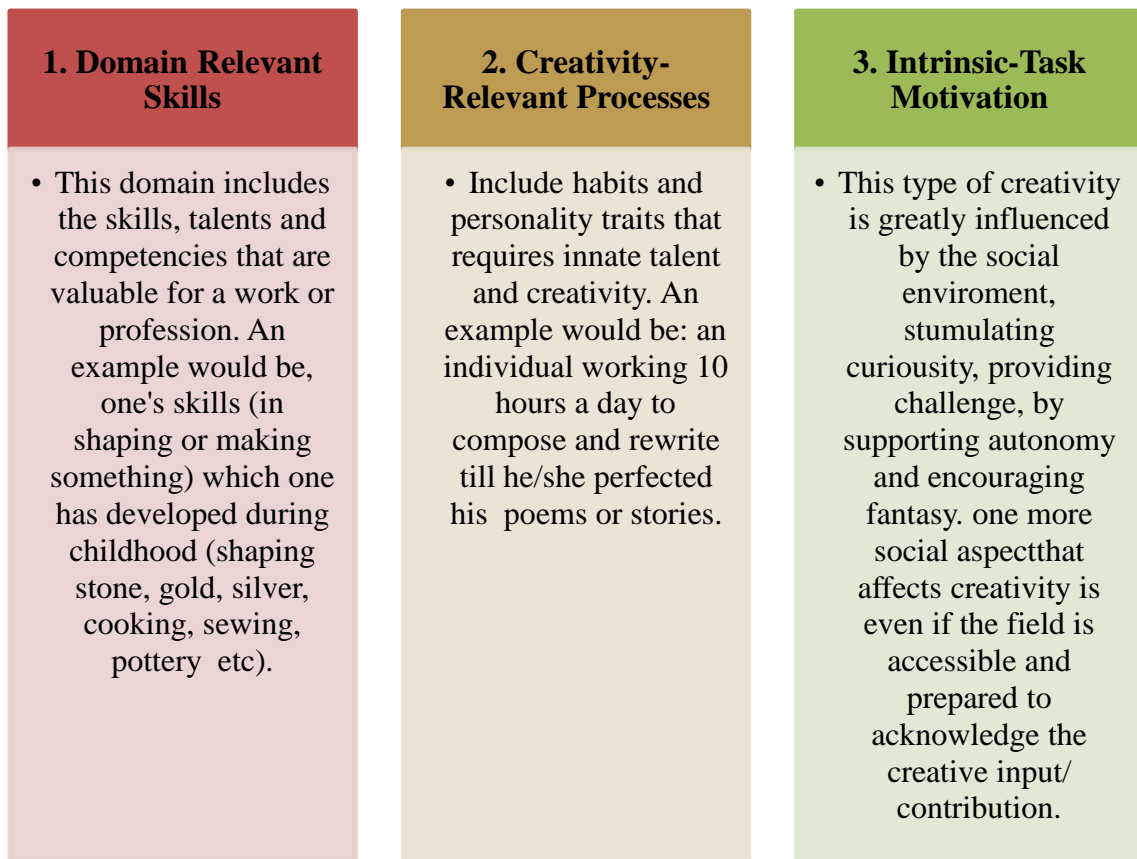 1. Domain Relevant
Skills
• This domain includes
the skills, talents and
competencies that are
valuable for a work or
profession. An
example would be,
one's skills (in
shaping or making
something) which one
has developed during
childhood (shaping
stone, gold, silver,
cooking, sewing,
pottery etc).
2. Creativity-
Relevant Processes
• Include habits and
personality traits that
requires innate talent
and creativity. An
example would be: an
individual working 10
hours a day to
compose and rewrite
till he/she perfected
his poems or stories.
3. Intrinsic-Task
Motivation
• This type of creativity
is greatly influenced
by the social
enviroment,
stumulating
curiousity, providing
challenge, by
supporting autonomy
and encouraging
fantasy. one more
social aspectthat
affects creativity is
even if the field is
accessible and
prepared to
acknowledge the
creative input/
contribution.